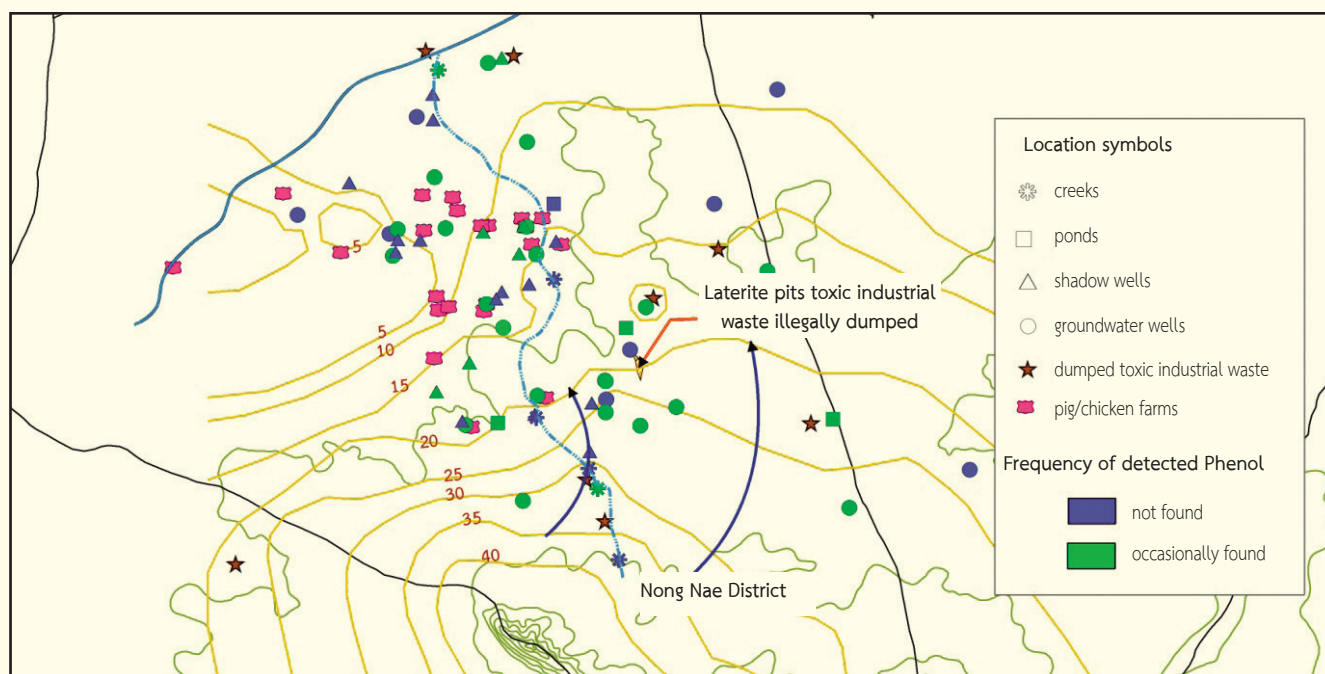 5
5
10
15
20
25
30
35
40
Laterite pits toxic industrial
waste illegally dumped
Nong Nae District
Location symbols
creeks
ponds
shadow wells
groundwater wells
dumped toxic industrial waste
pig/chicken farms
Frequency of detected Phenol
not found
occasionally found